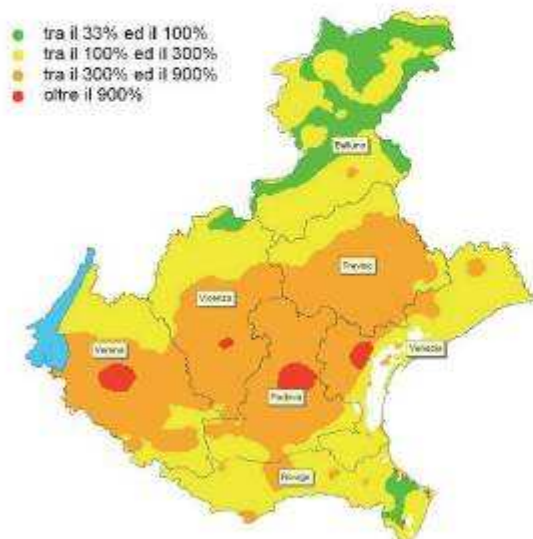 tra il 33% ed il 100%
tra il 100% ed il 300%
tra il 300% ed il 900%
oltre il 900%
Belluno
Treviso
Vicenza
Verona
Venezia
Padova
Rovigo